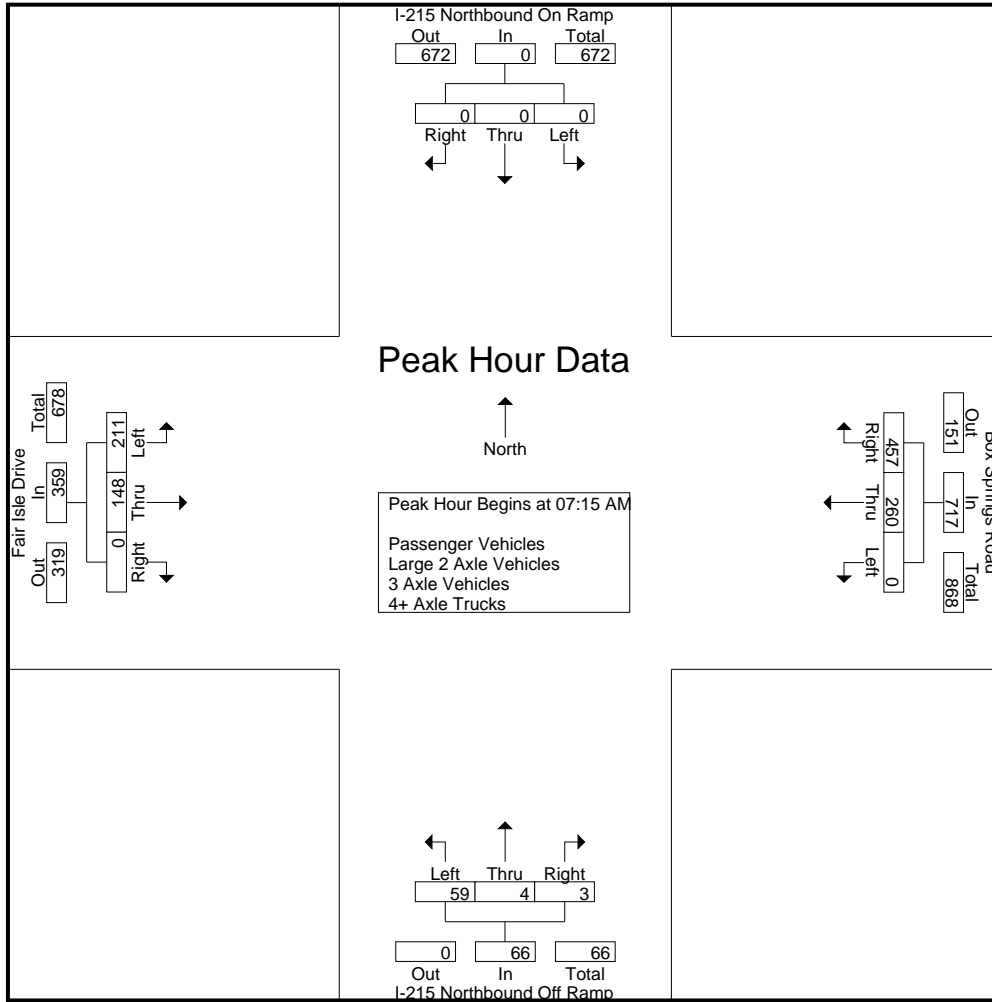 I-215 Northbound On Ramp
Out In Total
672 0 672
0 0 0
Right Thru Left
Peak Hour Data
North
Peak Hour Begins at 07:15 AM
Passenger Vehicles
Large 2 Axle Vehicles
3 Axle Vehicles
4+ Axle Trucks
Fair Isle Drive
Total In Out
678 359 319
211 148 0
Left Thru Right
Box Springs Road
Out In Total
151 717 868
457 260 0
Right Thru Left
Left Thru Right
59 4 3
0 66 66
Out In Total
I-215 Northbound Off Ramp